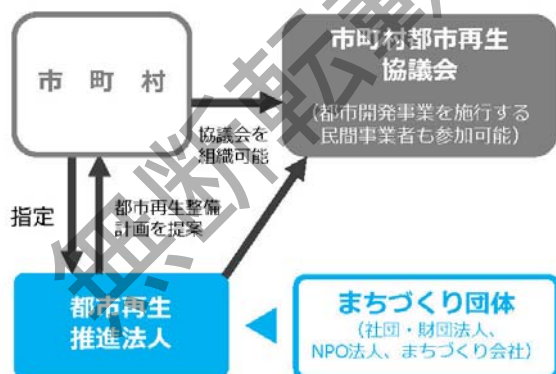 市町村
市町村都市再生
協議会
(都市開発事業を施行する
民間事業者も参加可能)
協議会を
組織可能
指定
都市再生整備
計画を提案
都市再生
推進法人
まちづくり団体
(社団・財団法人、
NPO法人、まちづくり会社)
無断転載